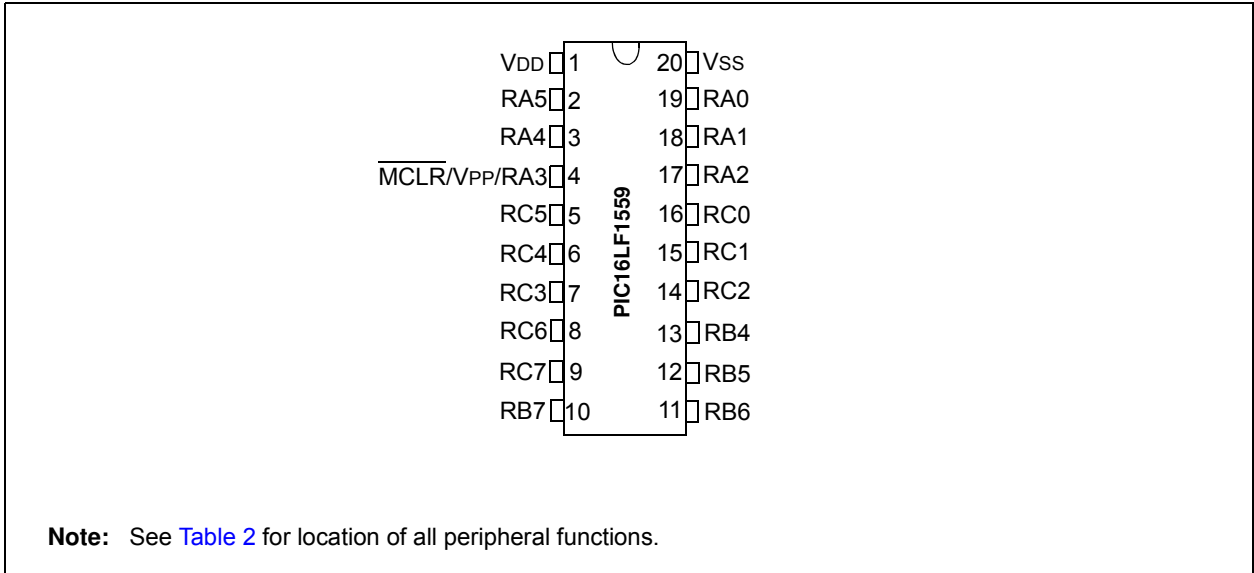 VDD 1 20 VSS
RA5 2 19 RA0
RA4 3 18 RA1
MCLR/VPP/RA3 4 17 RA2
RC5 5 16 RC0
RC4 6 15 RC1
RC3 7 14 RC2
RC6 8 13 RB4
RC7 9 12 RB5
RB7 10 11 RB6
PIC16LF1559
Note: See Table 2 for location of all peripheral functions.